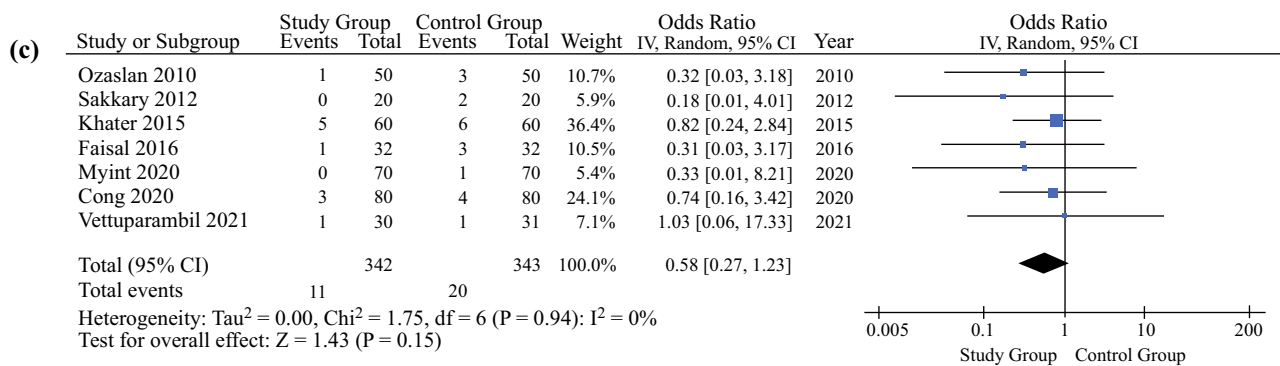 (c)
Study Group Control Group Odds Ratio Odds Ratio
Study or Subgroup Events Total Events Total Weight IV, Random, 95% CI Year IV, Random, 95% CI
Ozaslan 2010 1 50 3 50 10.7% 0.32 [0.03, 3.18] 2010
Sakkary 2012 0 20 2 20 5.9% 0.18 [0.01, 4.01] 2012
Khater 2015 5 60 6 60 36.4% 0.82 [0.24, 2.84] 2015
Faisal 2016 1 32 3 32 10.5% 0.31 [0.03, 3.17] 2016
Myint 2020 0 70 1 70 5.4% 0.33 [0.01, 8.21] 2020
Cong 2020 3 80 4 80 24.1% 0.74 [0.16, 3.42] 2020
Vettuparambil 2021 1 30 1 31 7.1% 1.03 [0.06, 17.33] 2021
Total (95% CI) 342 343 100.0% 0.58 [0.27, 1.23]
Total events 11 20
Heterogeneity: Tau² = 0.00, Chi² = 1.75, df = 6 (P = 0.94): I² = 0%
Test for overall effect: Z = 1.43 (P = 0.15)
0.005 0.1 1 10 200
Study Group Control Group